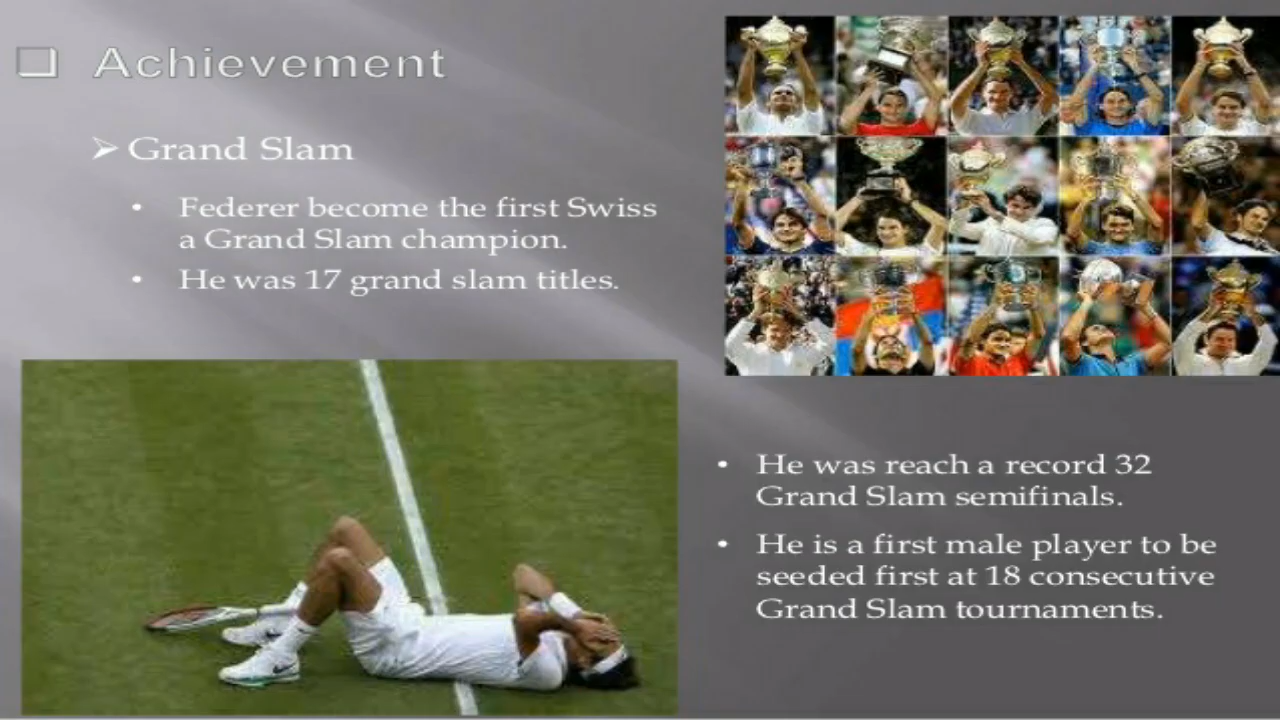 Achievement
Grand Slam
Federer become the first Swiss
a Grand Slam champion.
He was 17 grand slam titles.
He was reach a record 32
Grand Slam semifinals.
He is a first male player to be
seeded first at 18 consecutive
Grand Slam tournaments.